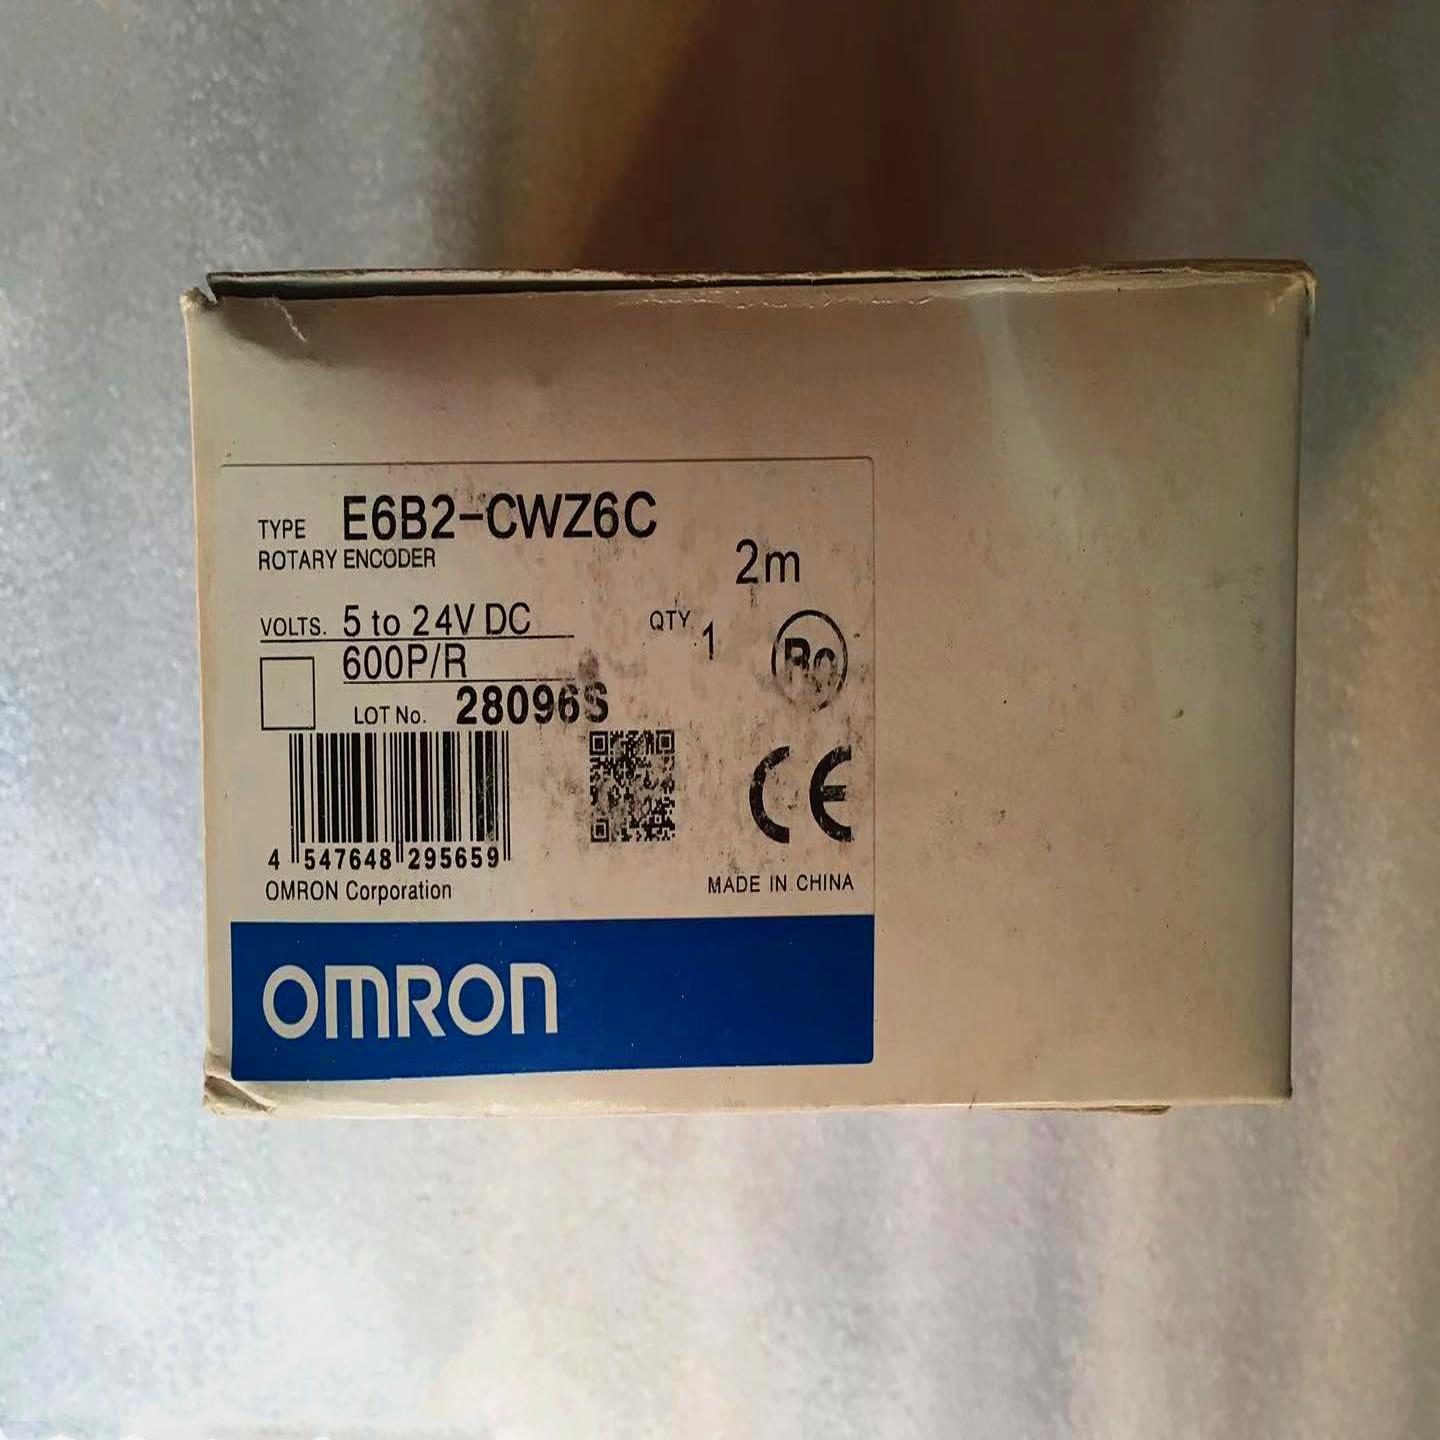 TYPE E6B2-CWZ6C
ROTARY ENCODER
2m
VOLTS. 5 to 24V DC
QTY. 1
600P/R
LOT No. 28096S
4 547648 295659
CE
OMRON Corporation
MADE IN CHINA
OMRON